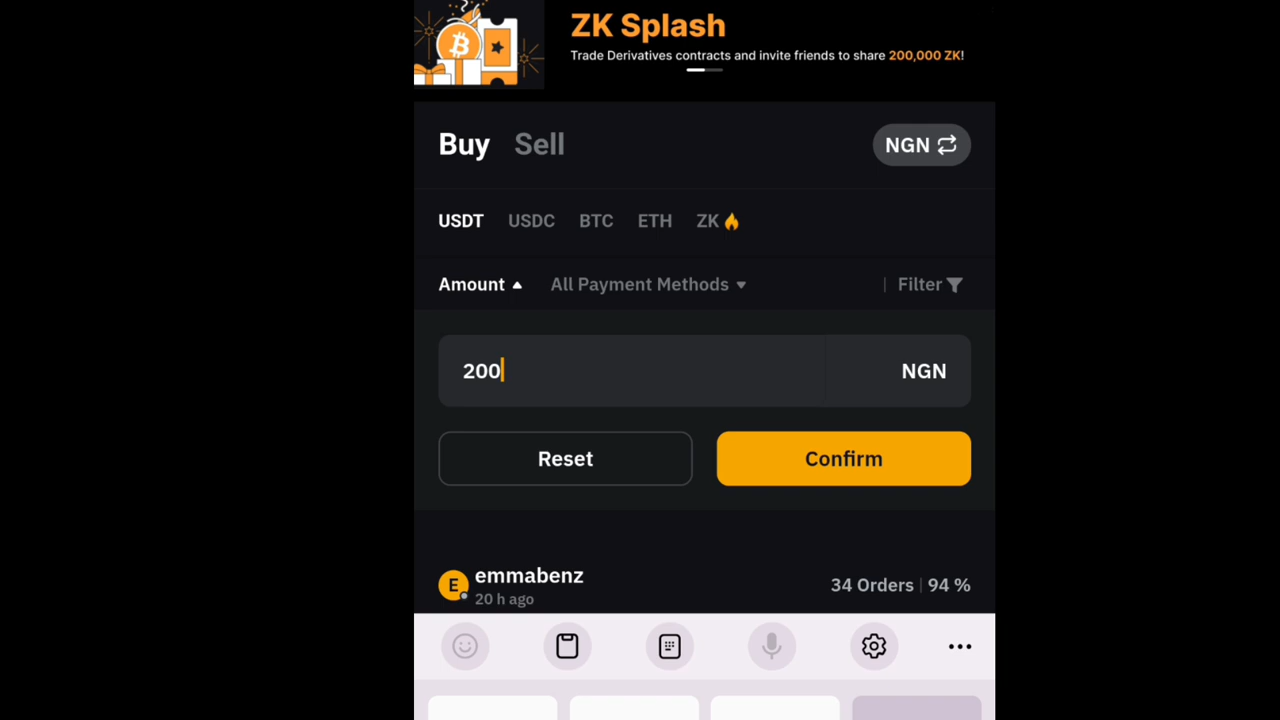 ZK Splash
Trade Derivatives contracts and invite friends to share 200,000 ZK!
Buy Sell NGN
USDT USDC BTC ETH ZK
Amount All Payment Methods Filter
200 NGN
Reset Confirm
E emmabenz 34 Orders | 94 %
20 h ago